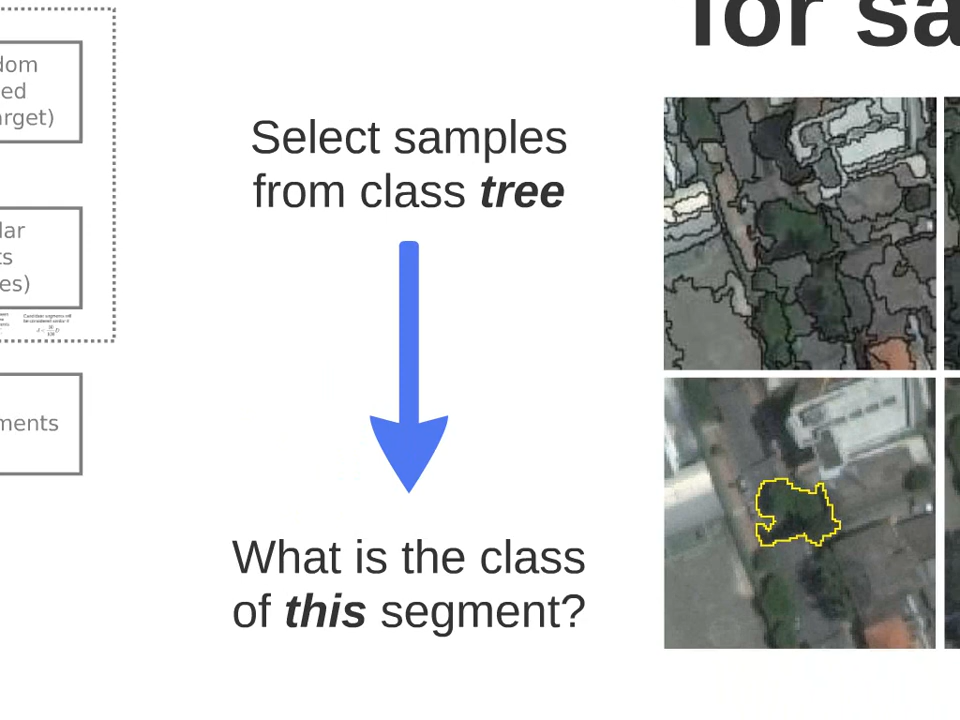 for sa
dom
ed
arget)
Select samples
from class tree
lar
ts
es)
What is the class
of this segment?
ments